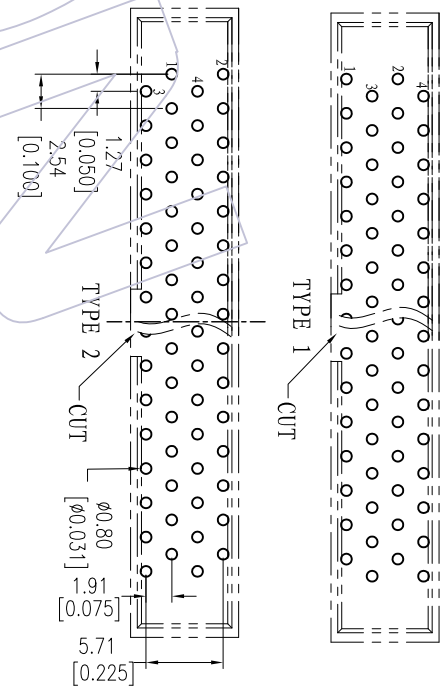 1
2
3
4
TYPE 1
CUT
1
2
3
4
1.27
[0.050]
2.54
[0.100]
TYPE 2
CUT
ø0.80
[ø0.031]
1.91
[0.075]
5.71
[0.225]